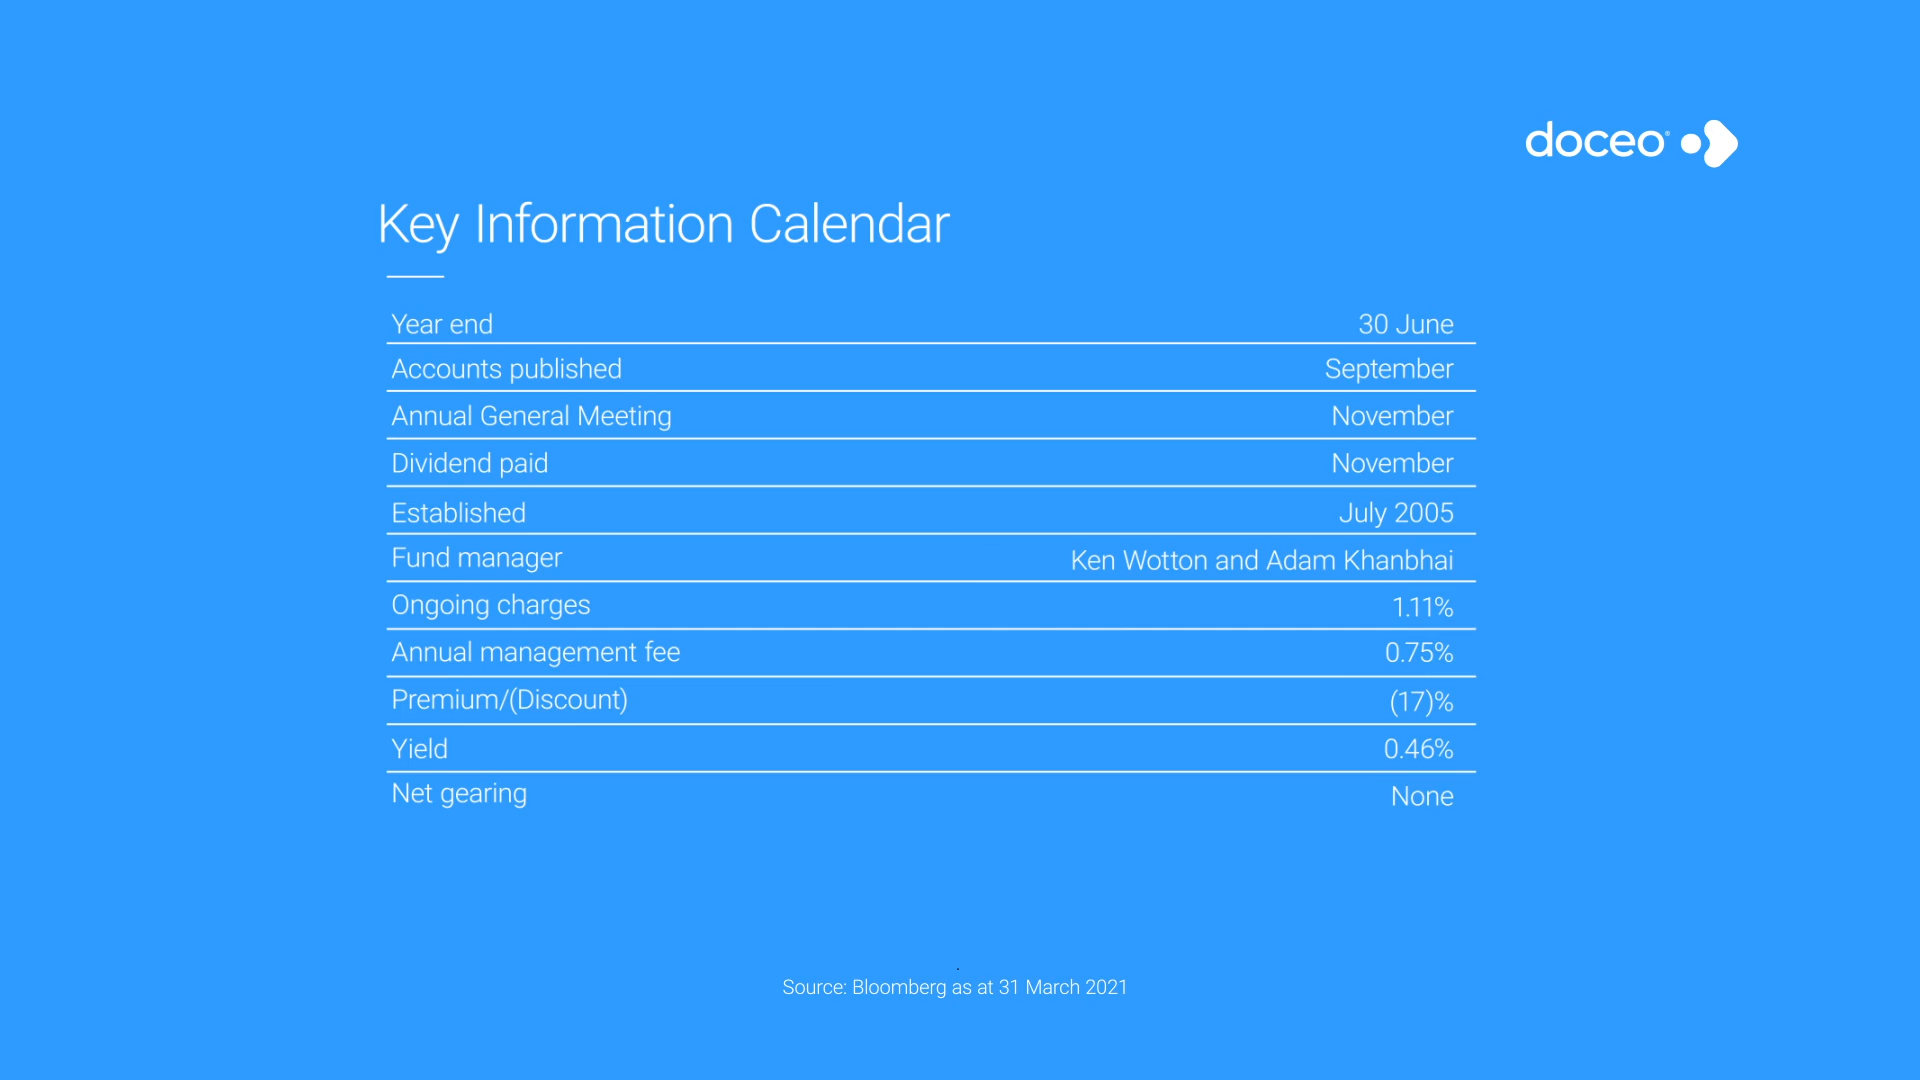 doceo®
Key Information Calendar
Year end 30 June
Accounts published September
Annual General Meeting November
Dividend paid November
Established July 2005
Fund manager Ken Wotton and Adam Khanbhai
Ongoing charges 1.11%
Annual management fee 0.75%
Premium/(Discount) (17)%
Yield 0.46%
Net gearing None
.
Source: Bloomberg as at 31 March 2021